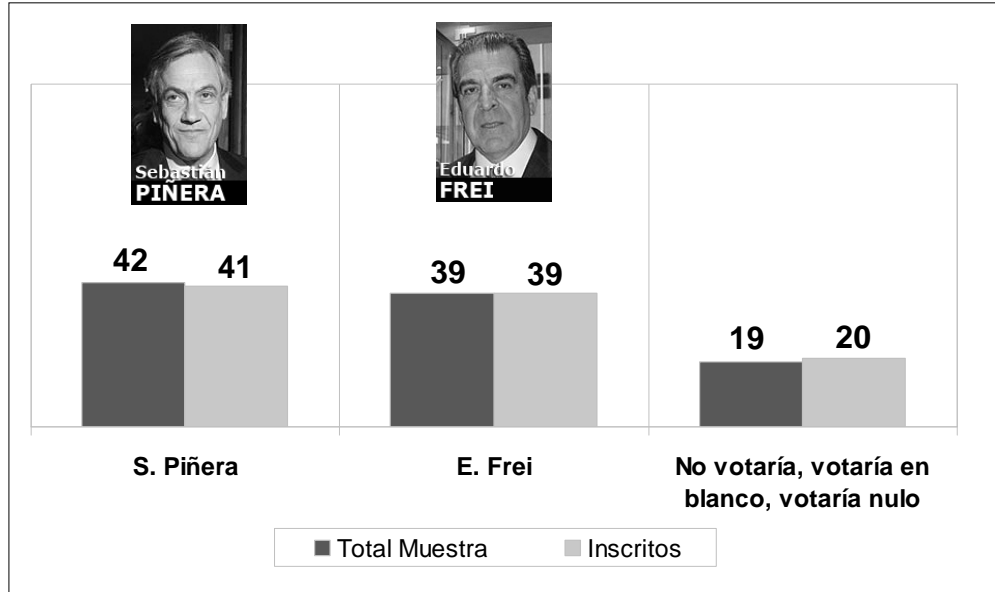 Sebastián
PIÑERA
Eduardo
FREI
42
41
39
39
19
20
S. Piñera
E. Frei
No votaría, votaría en
blanco, votaría nulo
Total Muestra
Inscritos